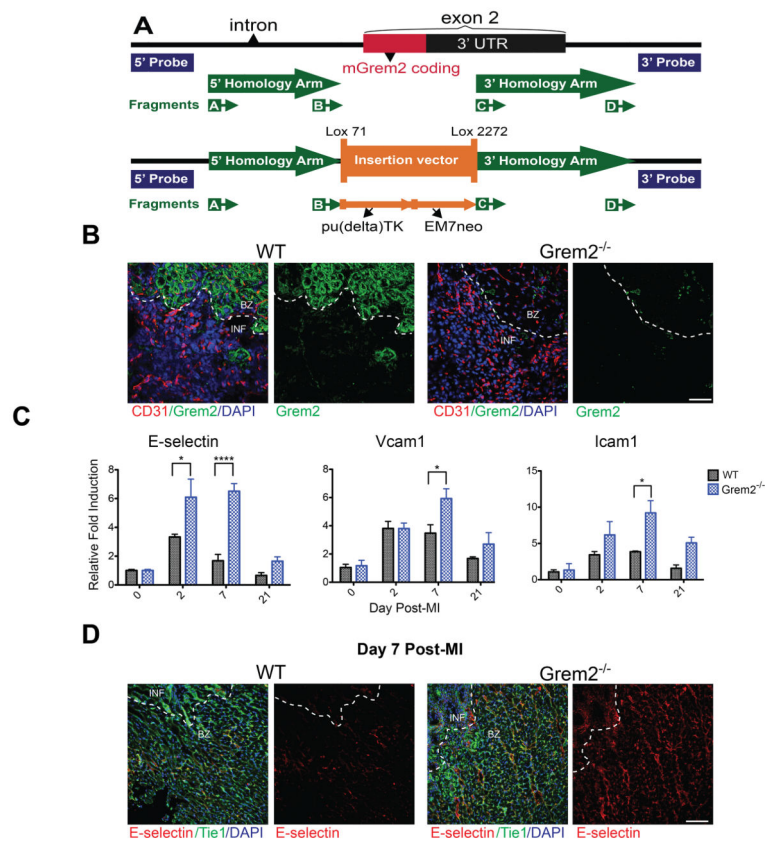 A
exon 2
intron
3' UTR
5' Probe
mGrem2 coding
3' Probe
5' Homology Arm
3' Homology Arm
Fragments A B C D
Lox 71 Lox 2272
5' Homology Arm Insertion vector 3' Homology Arm
5' Probe 3' Probe
Fragments A B C D
pu(delta)TK EM7neo
B
WT Grem2-/-
BZ
INF
BZ
INF
CD31/Grem2/DAPI Grem2 CD31/Grem2/DAPI Grem2
C
E-selectin Vcam1 Icam1
Relative Fold Induction
8
6
4
2
0
* ****
0 2 7 21
8
6
4
2
0
*
0 2 7 21
Day Post-MI
15
10
5
0
*
0 2 7 21
WT
Grem2-/-
D
Day 7 Post-MI
WT Grem2-/-
INF
BZ
INF
BZ
E-selectin/Tie1/DAPI E-selectin E-selectin/Tie1/DAPI E-selectin